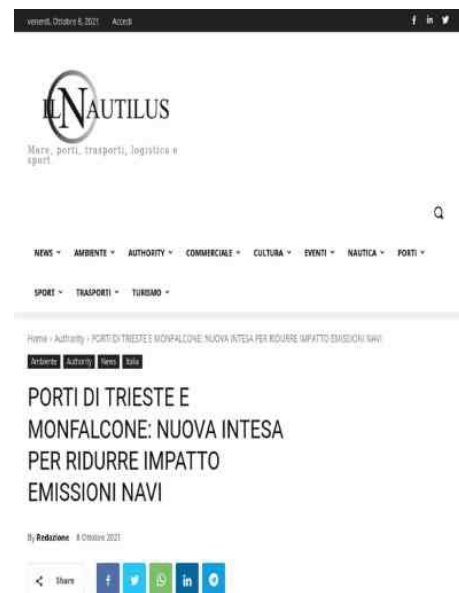 venerdì, Ottobre 8, 2021 Accedi
IL NAUTILUS
Mare, porti, trasporti, logistica e
sport
NEWS AMBIENTE AUTHORITY COMMERCIALE CULTURA EVENTI NAUTICA PORTI
SPORT TRASPORTI TURISMO
Home › Authority › PORTI DI TRIESTE E MONFALCONE: NUOVA INTESA PER RIDURRE IMPATTO EMISSIONI NAVI
Ambiente Authority News Italia
PORTI DI TRIESTE E
MONFALCONE: NUOVA INTESA
PER RIDURRE IMPATTO
EMISSIONI NAVI
By Redazione 8 Ottobre 2021
Share